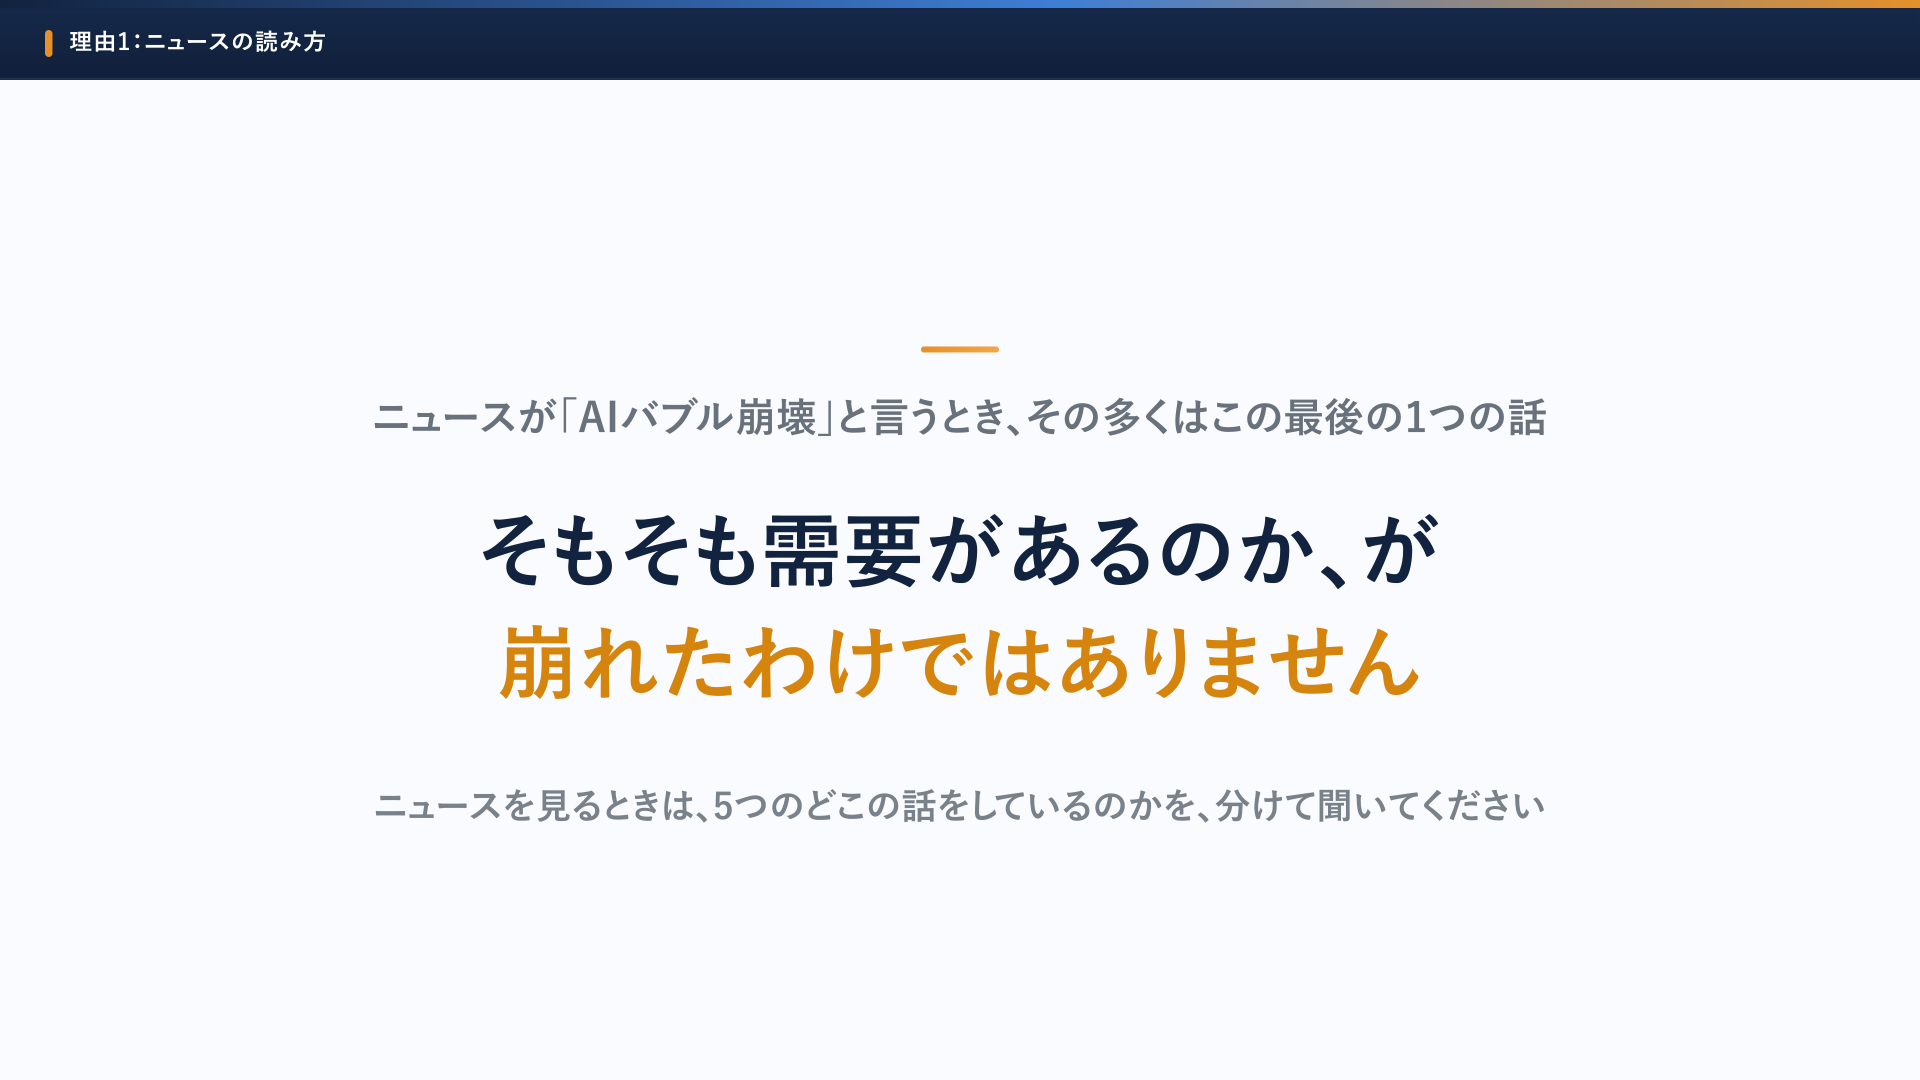 理由1：ニュースの読み方
ニュースが「AIバブル崩壊」と言うとき、その多くはこの最後の1つの話
そもそも需要があるのか、が
崩れたわけではありません
ニュースを見るときは、5つのどこの話をしているのかを、分けて聞いてください